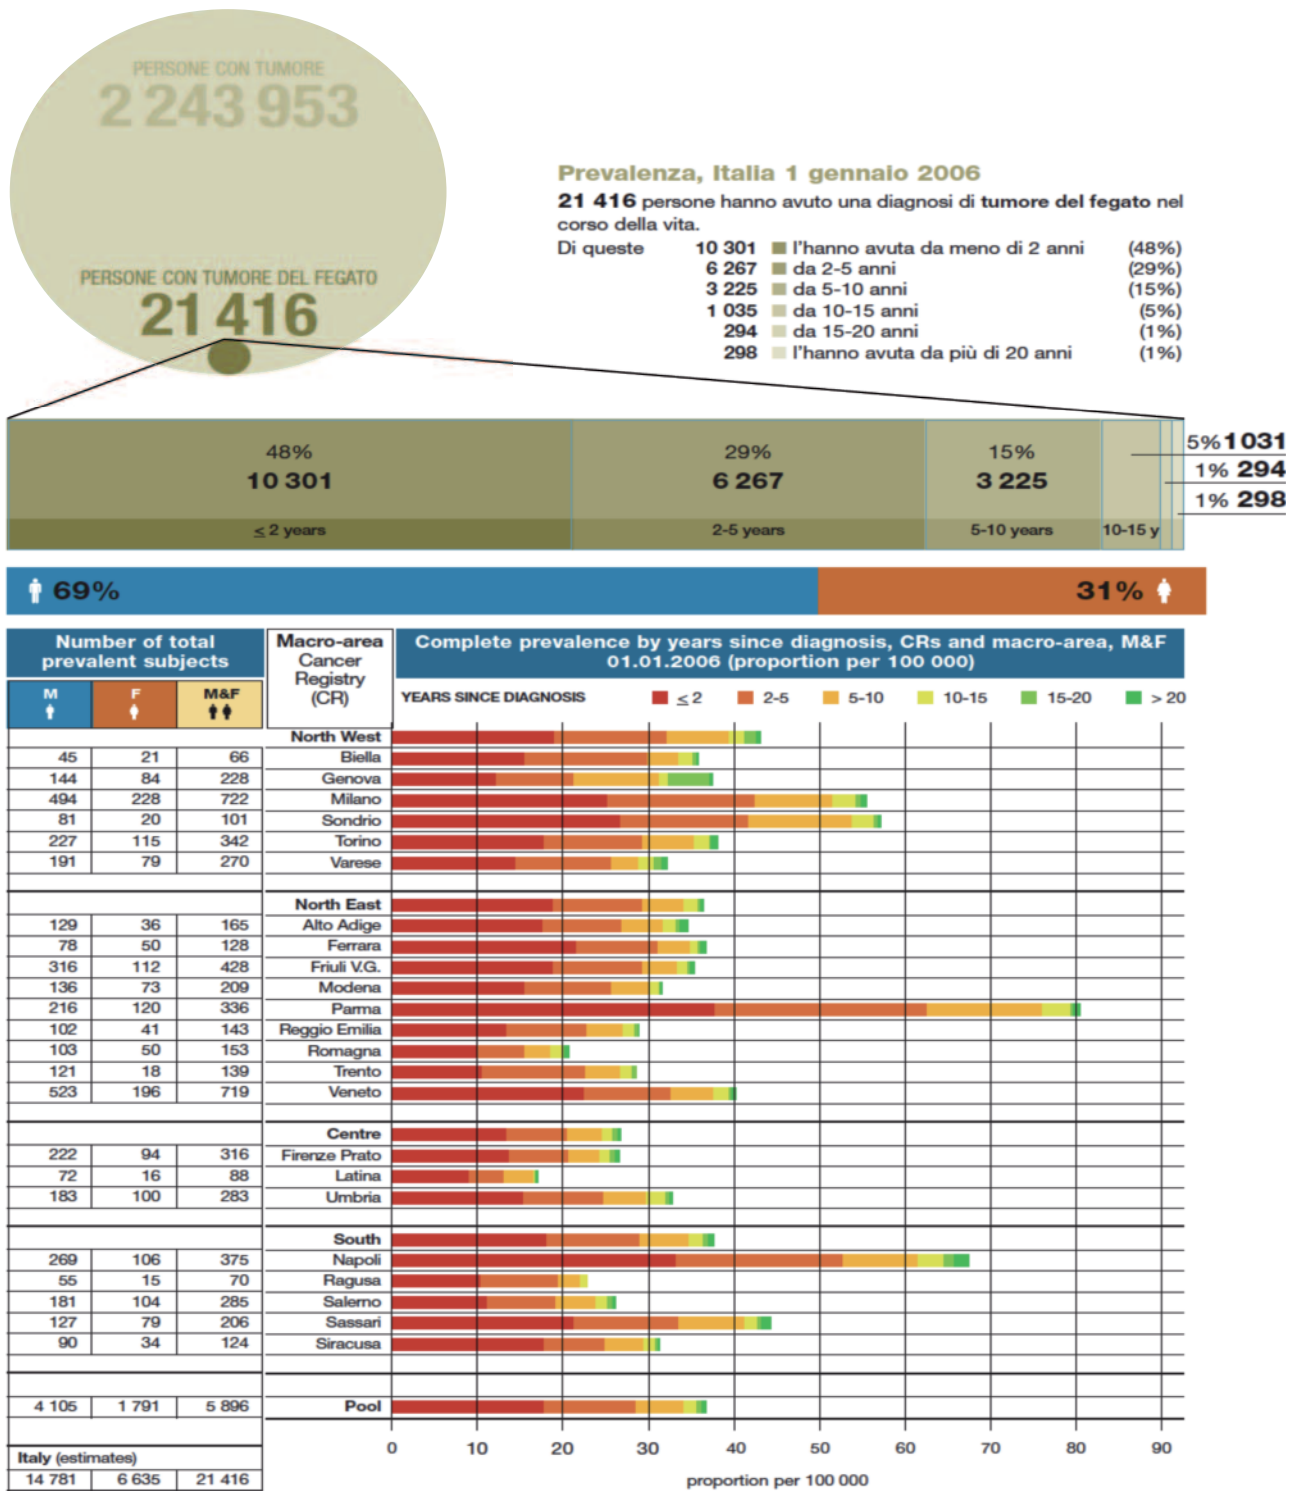 PERSONE CON TUMORE
2 243 953
PERSONE CON TUMORE DEL FEGATO
21 416
Prevalenza, Italia 1 gennaio 2006
21 416 persone hanno avuto una diagnosi di tumore del fegato nel
corso della vita.
Di queste 10 301 l'hanno avuta da meno di 2 anni (48%)
6 267 da 2-5 anni (29%)
3 225 da 5-10 anni (15%)
1 035 da 10-15 anni (5%)
294 da 15-20 anni (1%)
298 l'hanno avuta da più di 20 anni (1%)
48% 29% 15% 5% 1031
10 301 6 267 3 225 1% 294
1% 298
≤ 2 years 2-5 years 5-10 years 10-15 y
69% 31%
Number of total
prevalent subjects
M F M&F
Macro-area
Cancer
Registry
(CR)
Complete prevalence by years since diagnosis, CRs and macro-area, M&F
01.01.2006 (proportion per 100 000)
YEARS SINCE DIAGNOSIS ≤ 2 2-5 5-10 10-15 15-20 > 20
North West
45 21 66 Biella
144 84 228 Genova
494 228 722 Milano
81 20 101 Sondrio
227 115 342 Torino
191 79 270 Varese
North East
129 36 165 Alto Adige
78 50 128 Ferrara
316 112 428 Friuli V.G.
136 73 209 Modena
216 120 336 Parma
102 41 143 Reggio Emilia
103 50 153 Romagna
121 18 139 Trento
523 196 719 Veneto
Centre
222 94 316 Firenze Prato
72 16 88 Latina
183 100 283 Umbria
South
269 106 375 Napoli
55 15 70 Ragusa
181 104 285 Salerno
127 79 206 Sassari
90 34 124 Siracusa
4 105 1 791 5 896 Pool
0 10 20 30 40 50 60 70 80 90
proportion per 100 000
Italy (estimates)
14 781 6 635 21 416